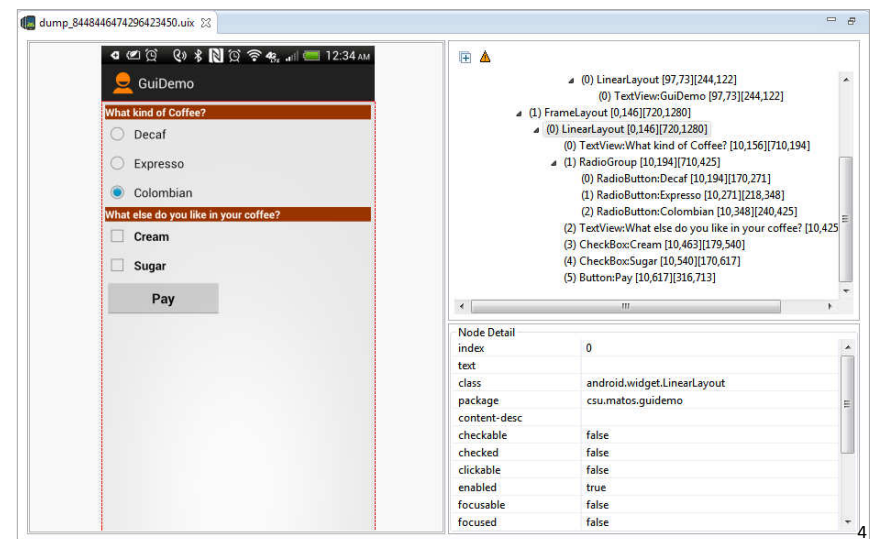 dump_8448446474296423450.uix
12:34 AM
GuiDemo
What kind of Coffee?
Decaf
Expresso
Colombian
What else do you like in your coffee?
Cream
Sugar
Pay
(0) LinearLayout [97,73][244,122]
(0) TextView:GuiDemo [97,73][244,122]
(1) FrameLayout [0,146][720,1280]
(0) LinearLayout [0,146][720,1280]
(0) TextView:What kind of Coffee? [10,156][710,194]
(1) RadioGroup [10,194][710,425]
(0) RadioButton:Decaf [10,194][170,271]
(1) RadioButton:Expresso [10,271][218,348]
(2) RadioButton:Colombian [10,348][240,425]
(2) TextView:What else do you like in your coffee? [10,425
(3) CheckBox:Cream [10,463][179,540]
(4) CheckBox:Sugar [10,540][170,617]
(5) Button:Pay [10,617][316,713]
Node Detail
index 0
text
class android.widget.LinearLayout
package csu.matos.guidemo
content-desc
checkable false
checked false
clickable false
enabled true
focusable false
focused false
4